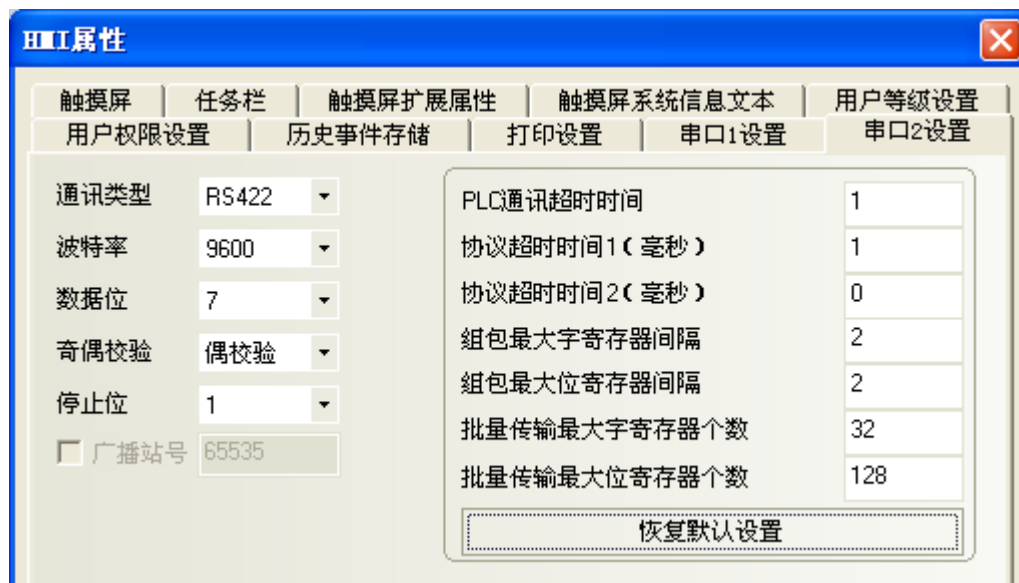 HMI属性
触摸屏 任务栏 触摸屏扩展属性 触摸屏系统信息文本 用户等级设置
用户权限设置 历史事件存储 打印设置 串口1设置 串口2设置
通讯类型 RS422
波特率 9600
数据位 7
奇偶校验 偶校验
停止位 1
广播站号 65535
PLC通讯超时时间 1
协议超时时间1(毫秒) 1
协议超时时间2(毫秒) 0
组包最大字寄存器间隔 2
组包最大位寄存器间隔 2
批量传输最大字寄存器个数 32
批量传输最大位寄存器个数 128
恢复默认设置